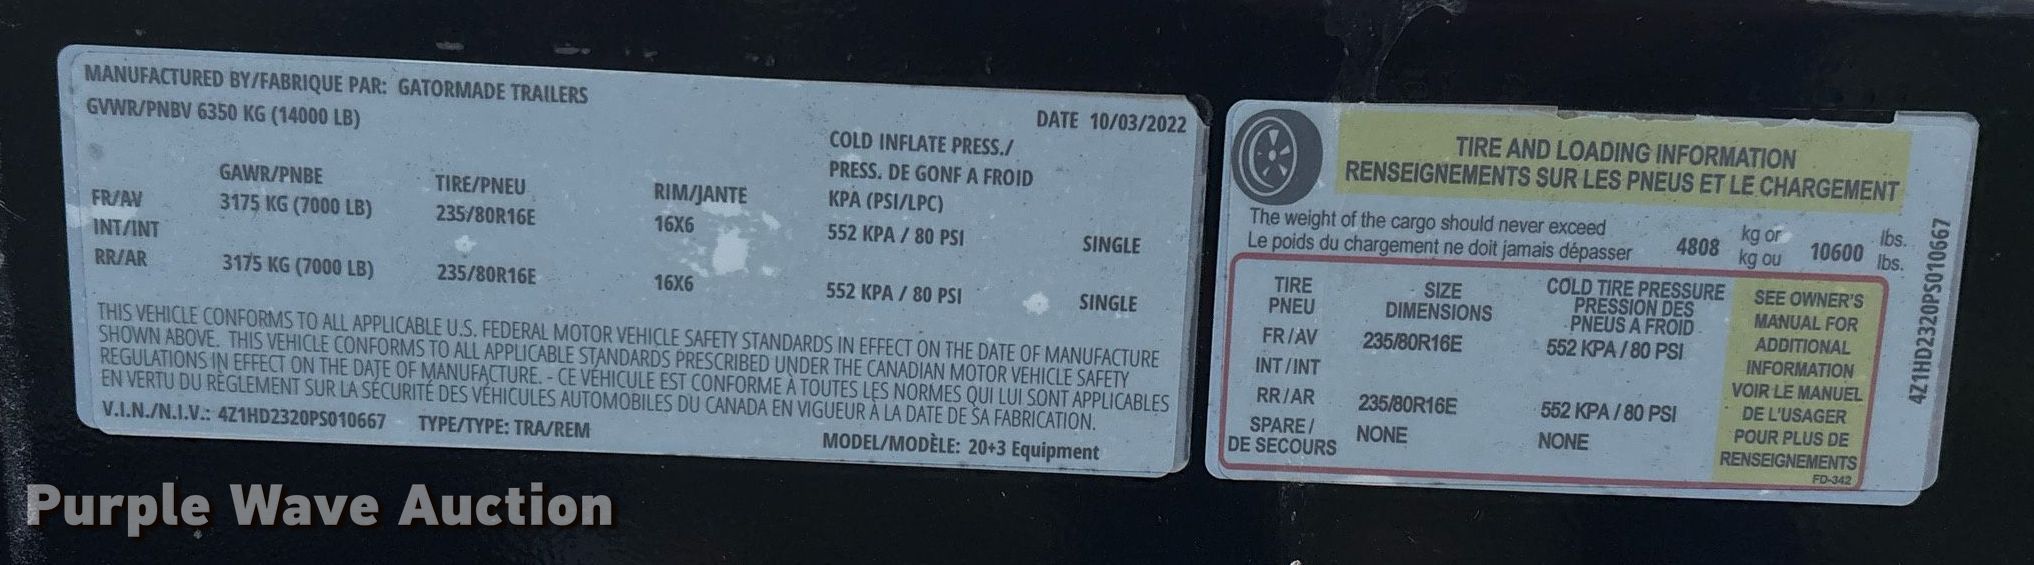 MANUFACTURED BY/FABRIQUE PAR: GATORMADE TRAILERS
GVWR/PNBV 6350 KG (14000 LB)
DATE 10/03/2022
GAWR/PNBE TIRE/PNEU RIM/JANTE COLD INFLATE PRESS./
PRESS. DE GONF A FROID
KPA (PSI/LPC)
FR/AV 3175 KG (7000 LB) 235/80R16E 16X6 552 KPA / 80 PSI SINGLE
INT/INT
RR/AR 3175 KG (7000 LB) 235/80R16E 16X6 552 KPA / 80 PSI SINGLE
THIS VEHICLE CONFORMS TO ALL APPLICABLE U.S. FEDERAL MOTOR VEHICLE SAFETY STANDARDS IN EFFECT ON THE DATE OF MANUFACTURE
SHOWN ABOVE. THIS VEHICLE CONFORMS TO ALL APPLICABLE STANDARDS PRESCRIBED UNDER THE CANADIAN MOTOR VEHICLE SAFETY
REGULATIONS IN EFFECT ON THE DATE OF MANUFACTURE. - CE VÉHICULE EST CONFORME À TOUTES LES NORMES QUI LUI SONT APPLICABLES
EN VERTU DU RÈGLEMENT SUR LA SÉCURITÉ DES VÉHICULES AUTOMOBILES DU CANADA EN VIGUEUR À LA DATE DE SA FABRICATION.
V.I.N./N.I.V.: 4Z1HD2320PS010667 TYPE/TYPE: TRA/REM MODEL/MODÈLE: 20+3 Equipment
TIRE AND LOADING INFORMATION
RENSEIGNEMENTS SUR LES PNEUS ET LE CHARGEMENT
The weight of the cargo should never exceed
Le poids du chargement ne doit jamais dépasser 4808 kg or
kg ou 10600 lbs.
lbs.
TIRE
PNEU SIZE
DIMENSIONS COLD TIRE PRESSURE
PRESSION DES
PNEUS A FROID
FR/AV 235/80R16E 552 KPA / 80 PSI
INT/INT
RR/AR 235/80R16E 552 KPA / 80 PSI
SPARE/
DE SECOURS NONE NONE
SEE OWNER'S
MANUAL FOR
ADDITIONAL
INFORMATION
VOIR LE MANUEL
DE L'USAGER
POUR PLUS DE
RENSEIGNEMENTS
FD-342
4Z1HD2320PS010667
Purple Wave Auction